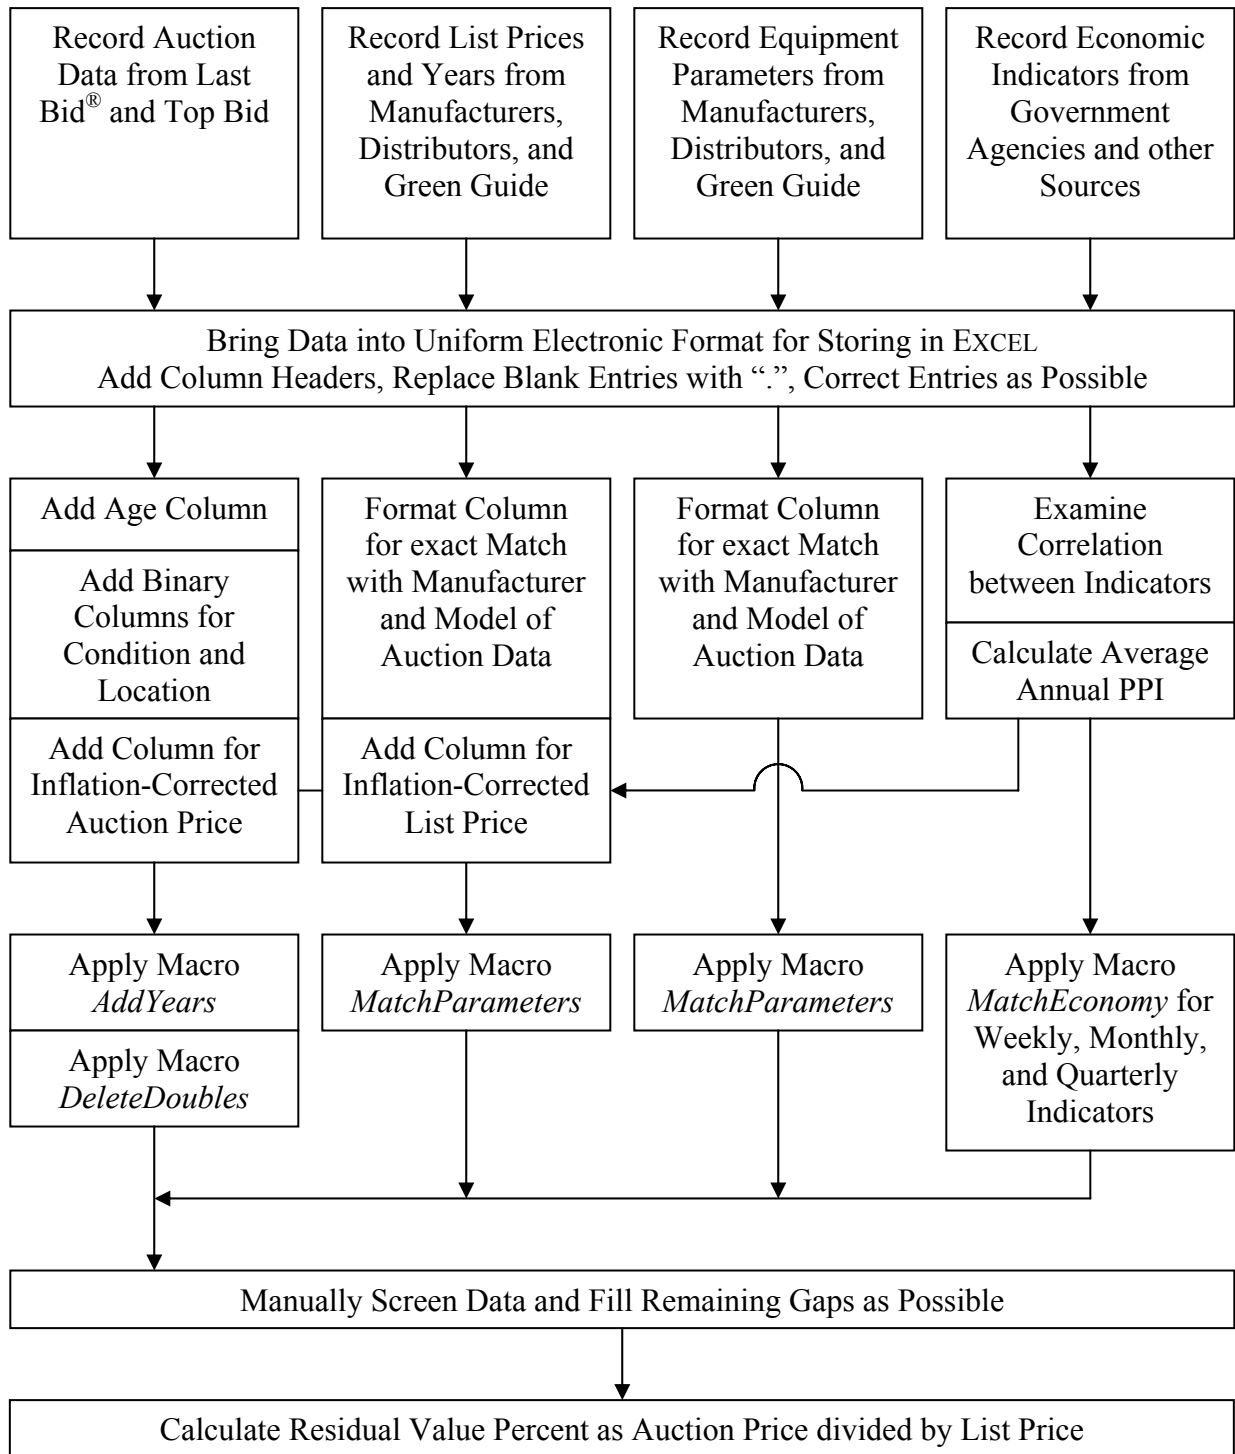 Record Auction
Data from Last
Bid® and Top Bid
Record List Prices
and Years from
Manufacturers,
Distributors, and
Green Guide
Record Equipment
Parameters from
Manufacturers,
Distributors, and
Green Guide
Record Economic
Indicators from
Government
Agencies and other
Sources
Bring Data into Uniform Electronic Format for Storing in EXCEL
Add Column Headers, Replace Blank Entries with “.”, Correct Entries as Possible
Add Age Column
Add Binary
Columns for
Condition and
Location
Add Column for
Inflation-Corrected
Auction Price
Format Column
for exact Match
with Manufacturer
and Model of
Auction Data
Add Column for
Inflation-Corrected
List Price
Format Column
for exact Match
with Manufacturer
and Model of
Auction Data
Examine
Correlation
between Indicators
Calculate Average
Annual PPI
Apply Macro
AddYears
Apply Macro
DeleteDoubles
Apply Macro
MatchParameters
Apply Macro
MatchParameters
Apply Macro
MatchEconomy for
Weekly, Monthly,
and Quarterly
Indicators
Manually Screen Data and Fill Remaining Gaps as Possible
Calculate Residual Value Percent as Auction Price divided by List Price